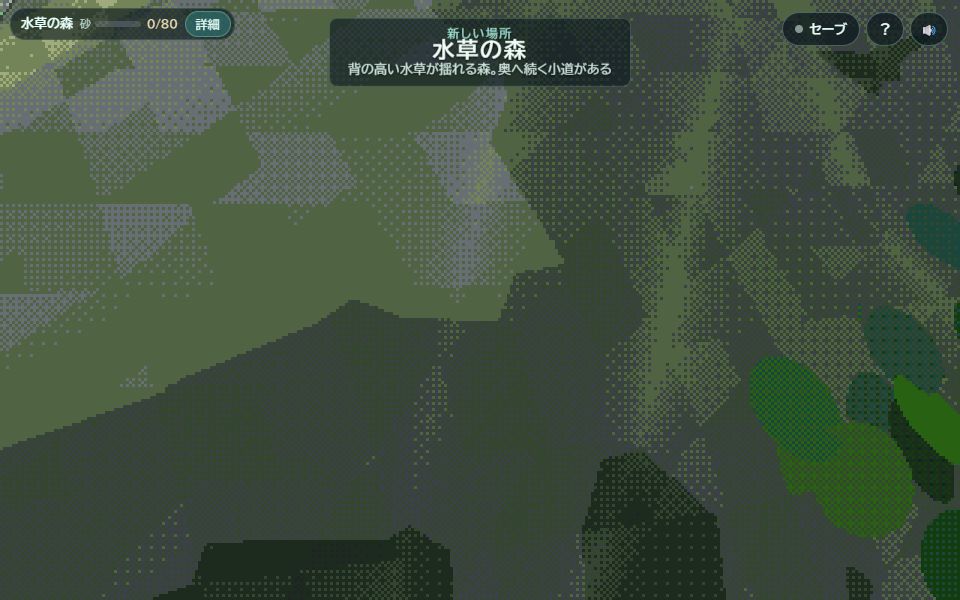 水草の森 砂 0/80 詳細
新しい場所
水草の森
背の高い水草が揺れる森。奥へ続く小道がある
セーブ
?